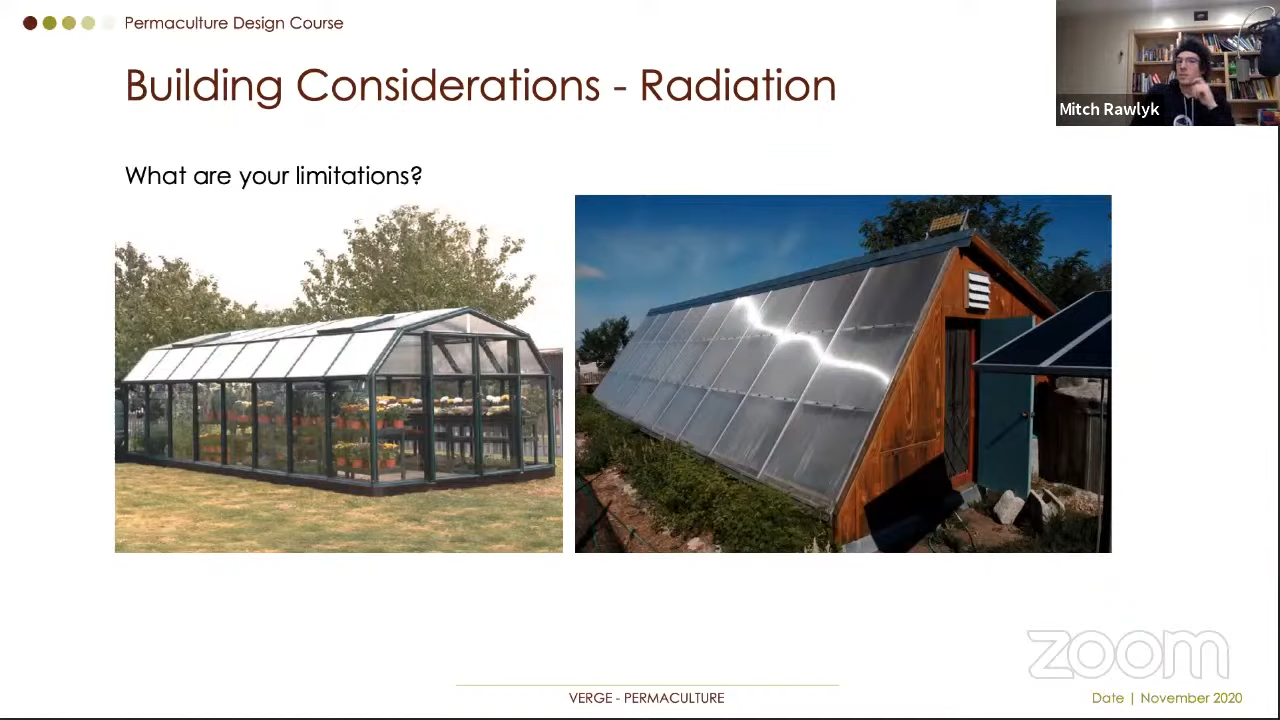 Permaculture Design Course
Building Considerations - Radiation
Mitch Rawlyk
What are your limitations?
zoom
VERGE - PERMACULTURE
Date | November 2020